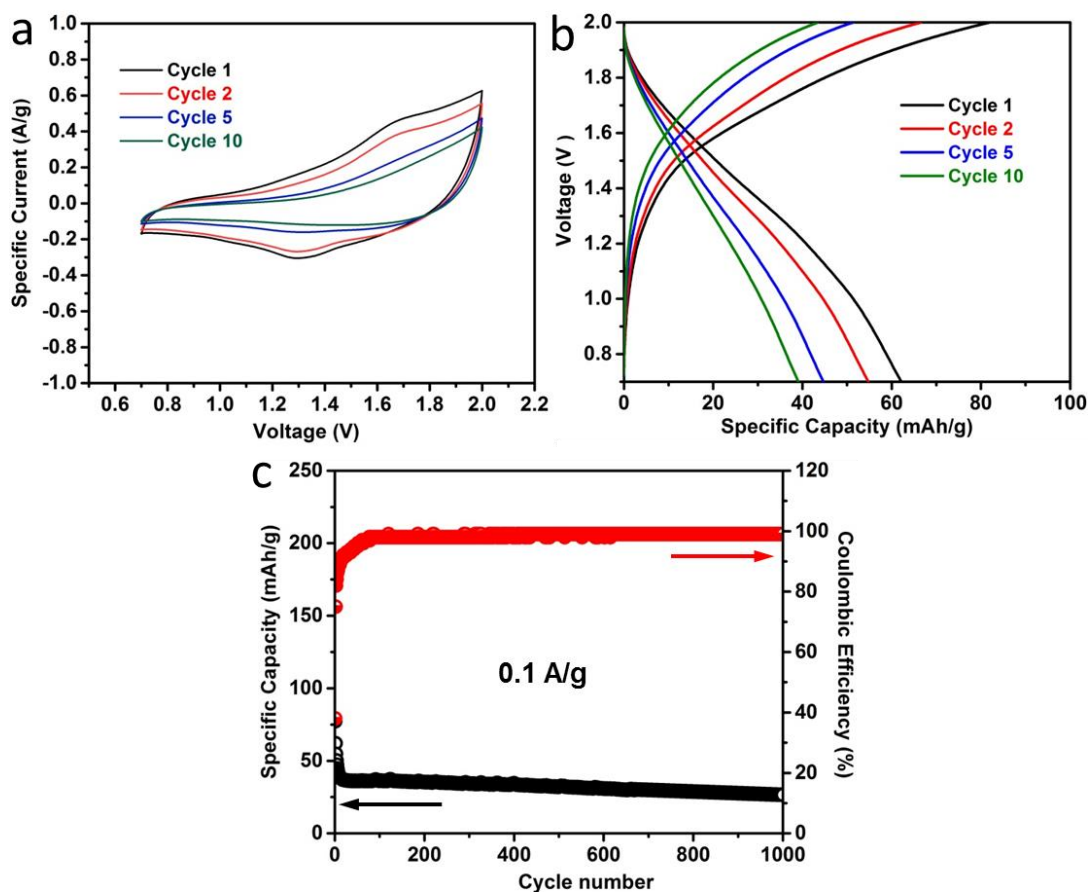 a
1.0
0.8
0.6
0.4
0.2
0.0
-0.2
-0.4
-0.6
-0.8
-1.0
Specific Current (A/g)
Cycle 1
Cycle 2
Cycle 5
Cycle 10
0.6 0.8 1.0 1.2 1.4 1.6 1.8 2.0 2.2
Voltage (V)
b
2.0
1.8
1.6
1.4
1.2
1.0
0.8
Voltage (V)
Cycle 1
Cycle 2
Cycle 5
Cycle 10
0 20 40 60 80 100
Specific Capacity (mAh/g)
c
250
200
150
100
50
0
Specific Capacity (mAh/g)
0.1 A/g
120
100
80
60
40
20
0
Coulombic Efficiency (%)
0 200 400 600 800 1000
Cycle number